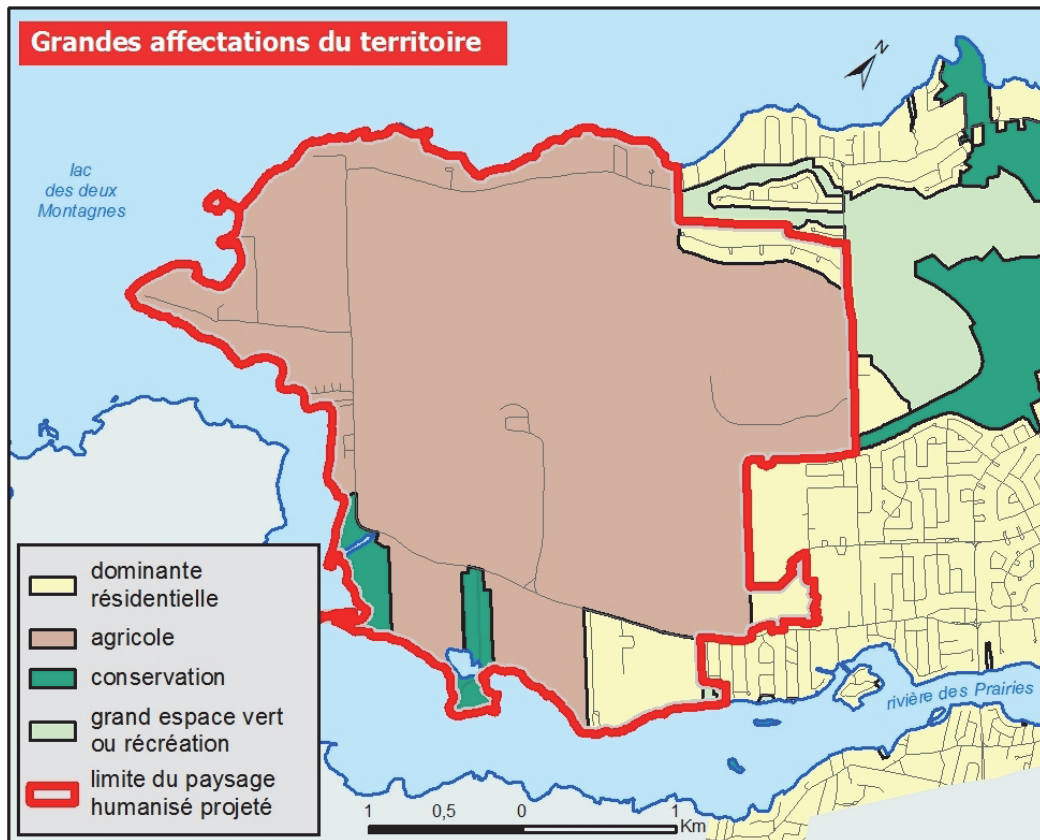 Grandes affectations du territoire
N
lac
des deux
Montagnes
dominante
résidentielle
agricole
conservation
grand espace vert
ou récréation
limite du paysage
humanisé projeté
rivière des Prairies
1 0,5 0 1
Km